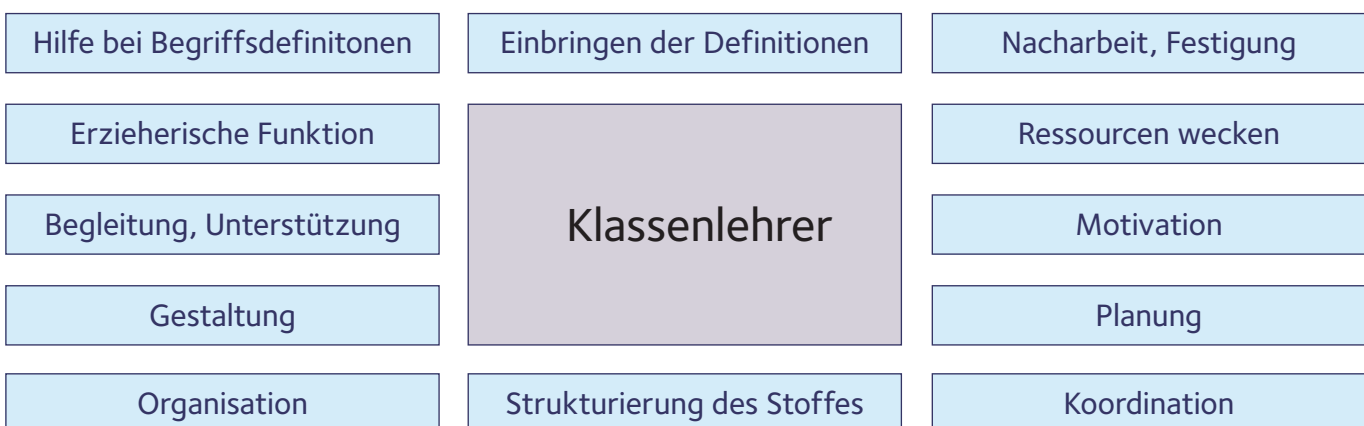 Hilfe bei Begriffsdefinitonen
Einbringen der Definitionen
Nacharbeit, Festigung
Erzieherische Funktion
Ressourcen wecken
Begleitung, Unterstützung
Klassenlehrer
Motivation
Gestaltung
Planung
Organisation
Strukturierung des Stoffes
Koordination